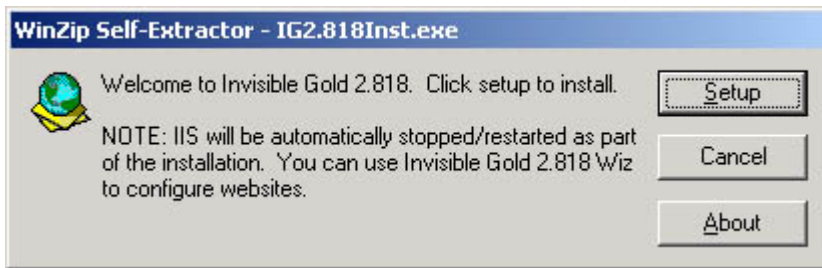 WinZip Self-Extractor - IG2.818Inst.exe
Welcome to Invisible Gold 2.818.  Click setup to install.
NOTE: IIS will be automatically stopped/restarted as part
of the installation.  You can use Invisible Gold 2.818 Wiz
to configure websites.
Setup
Cancel
About